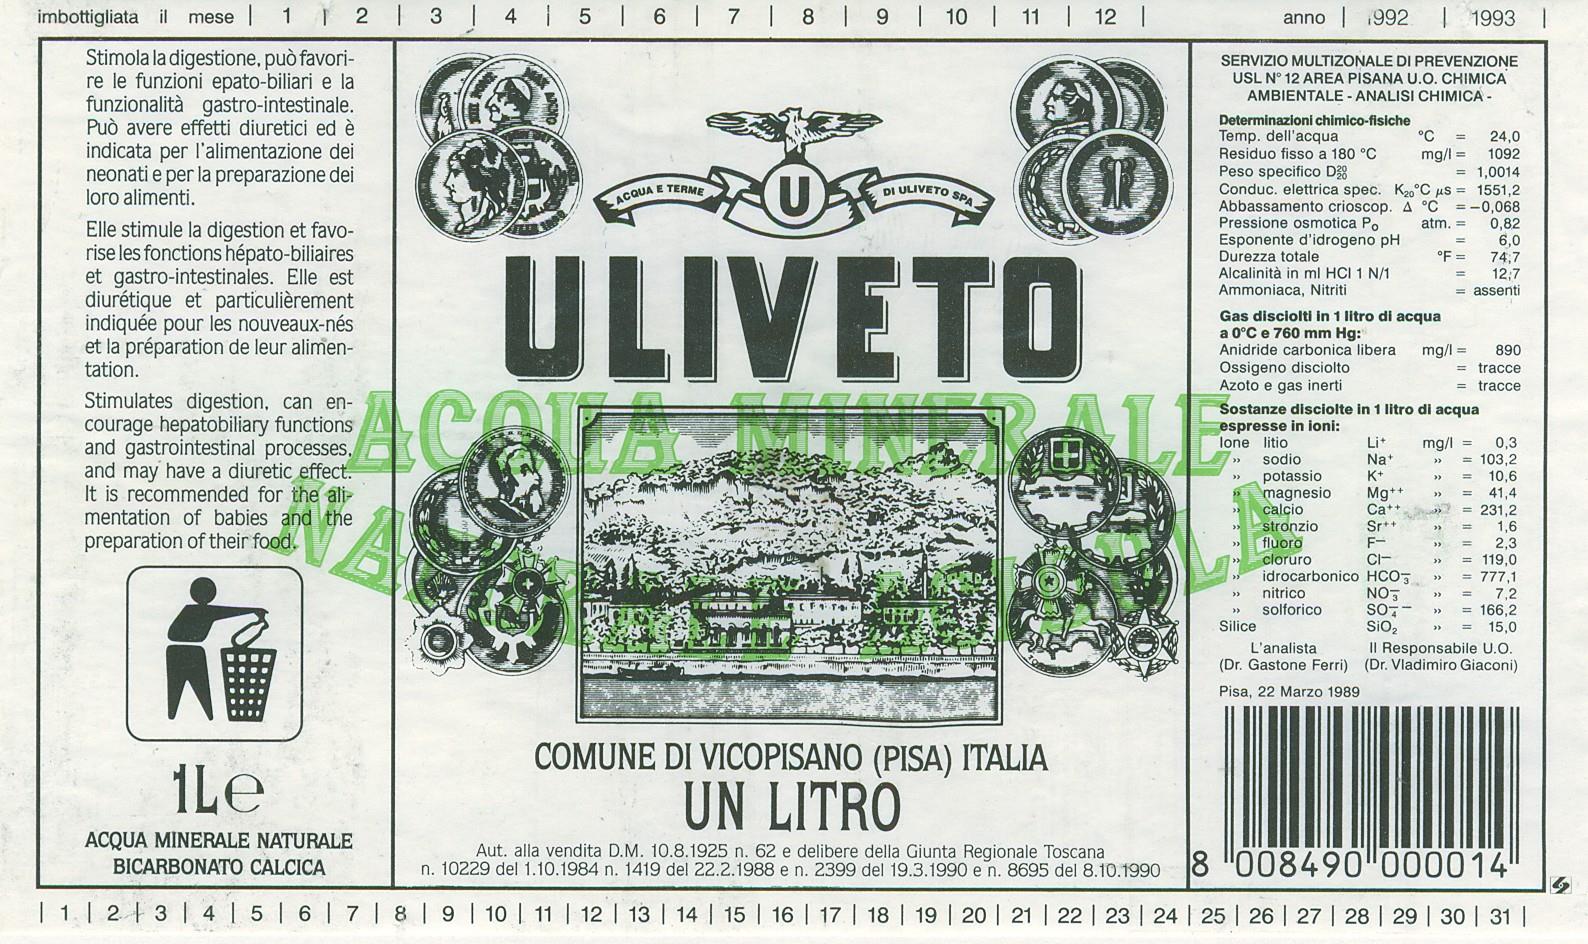 imbottigliata il mese | 1 | 2 | 3 | 4 | 5 | 6 | 7 | 8 | 9 | 10 | 11 | 12 | anno | 1992 | 1993 |
Stimola la digestione, può favori-
re le funzioni epato-biliari e la
funzionalità gastro-intestinale.
Può avere effetti diuretici ed è
indicata per l'alimentazione dei
neonati e per la preparazione dei
loro alimenti.
Elle stimule la digestion et favo-
rise les fonctions hépato-biliaires
et gastro-intestinales. Elle est
diurétique et particulièrement
indiquée pour les nouveaux-nés
et la préparation de leur alimen-
tation.
Stimulates digestion, can en-
courage hepatobiliary functions
and gastrointestinal processes,
and may have a diuretic effect.
It is recommended for the ali-
mentation of babies and the
preparation of their food.
1L e
ACQUA MINERALE NATURALE
BICARBONATO CALCICA
ACQUA E TERME U DI ULIVETO SPA
ULIVETO
ACQUA MINERALE
COMUNE DI VICOPISANO (PISA) ITALIA
UN LITRO
Aut. alla vendita D.M. 10.8.1925 n. 62 e delibere della Giunta Regionale Toscana
n. 10229 del 1.10.1984 n. 1419 del 22.2.1988 e n. 2399 del 19.3.1990 e n. 8695 del 8.10.1990
SERVIZIO MULTIZONALE DI PREVENZIONE
USL N° 12 AREA PISANA U.O. CHIMICA
AMBIENTALE - ANALISI CHIMICA -
Determinazioni chimico-fisiche
Temp. dell'acqua °C = 24,0
Residuo fisso a 180 °C mg/l = 1092
Peso specifico D20/20 = 1,0014
Conduc. elettrica spec. K20°C µs = 1551,2
Abbassamento crioscop. Δ °C = -0,068
Pressione osmotica Po atm. = 0,82
Esponente d'idrogeno pH = 6,0
Durezza totale °F = 74,7
Alcalinità in ml HCl 1 N/1 = 12,7
Ammoniaca, Nitriti = assenti
Gas disciolti in 1 litro di acqua
a 0°C e 760 mm Hg:
Anidride carbonica libera mg/l = 890
Ossigeno disciolto = tracce
Azoto e gas inerti = tracce
Sostanze disciolte in 1 litro di acqua
espresse in ioni:
Ione litio Li+ mg/l = 0,3
» sodio Na+ » = 103,2
» potassio K+ » = 10,6
» magnesio Mg++ » = 41,4
» calcio Ca++ » = 231,2
» stronzio Sr++ » = 1,6
» fluoro F− » = 2,3
» cloruro Cl− » = 119,0
» idrocarbonico HCO3− » = 777,1
» nitrico NO3− » = 7,2
» solforico SO4−− » = 166,2
Silice SiO2 » = 15,0
L'analista Il Responsabile U.O.
(Dr. Gastone Ferri) (Dr. Vladimiro Giaconi)
Pisa, 22 Marzo 1989
8 008490 000014
| 1 | 2 | 3 | 4 | 5 | 6 | 7 | 8 | 9 | 10 | 11 | 12 | 13 | 14 | 15 | 16 | 17 | 18 | 19 | 20 | 21 | 22 | 23 | 24 | 25 | 26 | 27 | 28 | 29 | 30 | 31 |